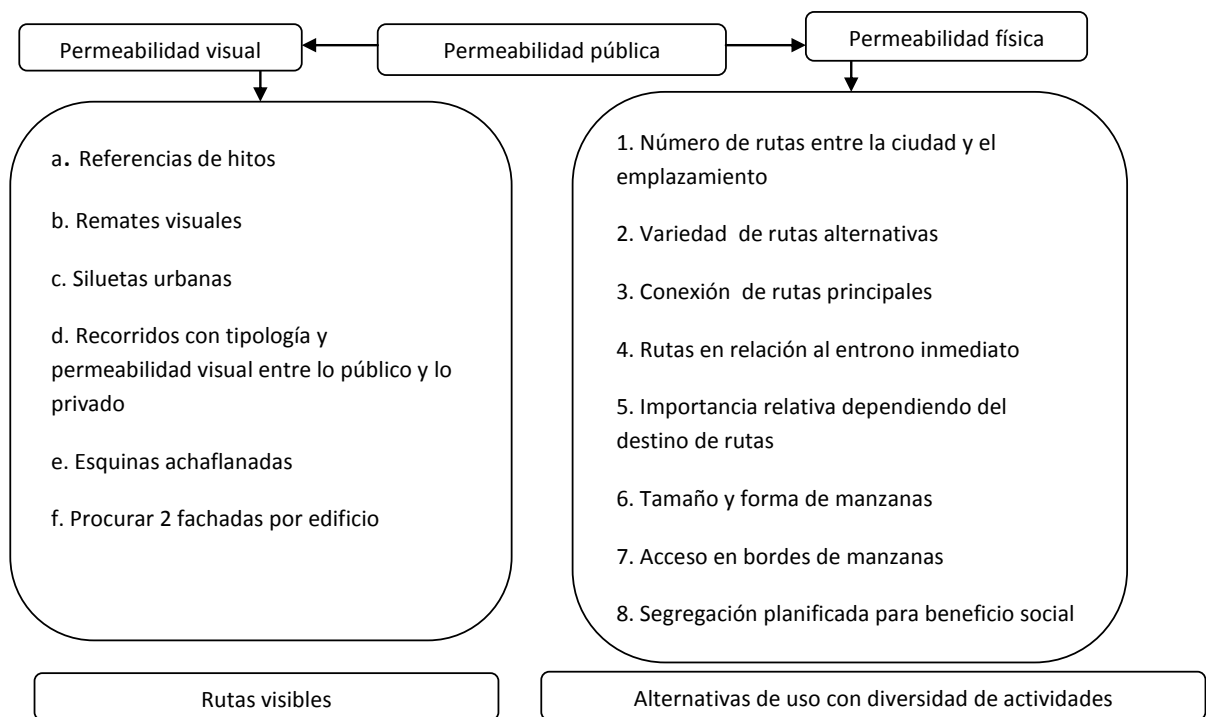 Permeabilidad visual
Permeabilidad pública
Permeabilidad física
a. Referencias de hitos
b. Remates visuales
c. Siluetas urbanas
d. Recorridos con tipología y
permeabilidad visual entre lo público y lo
privado
e. Esquinas achaflanadas
f. Procurar 2 fachadas por edificio
1. Número de rutas entre la ciudad y el
emplazamiento
2. Variedad de rutas alternativas
3. Conexión de rutas principales
4. Rutas en relación al entrono inmediato
5. Importancia relativa dependiendo del
destino de rutas
6. Tamaño y forma de manzanas
7. Acceso en bordes de manzanas
8. Segregación planificada para beneficio social
Rutas visibles
Alternativas de uso con diversidad de actividades